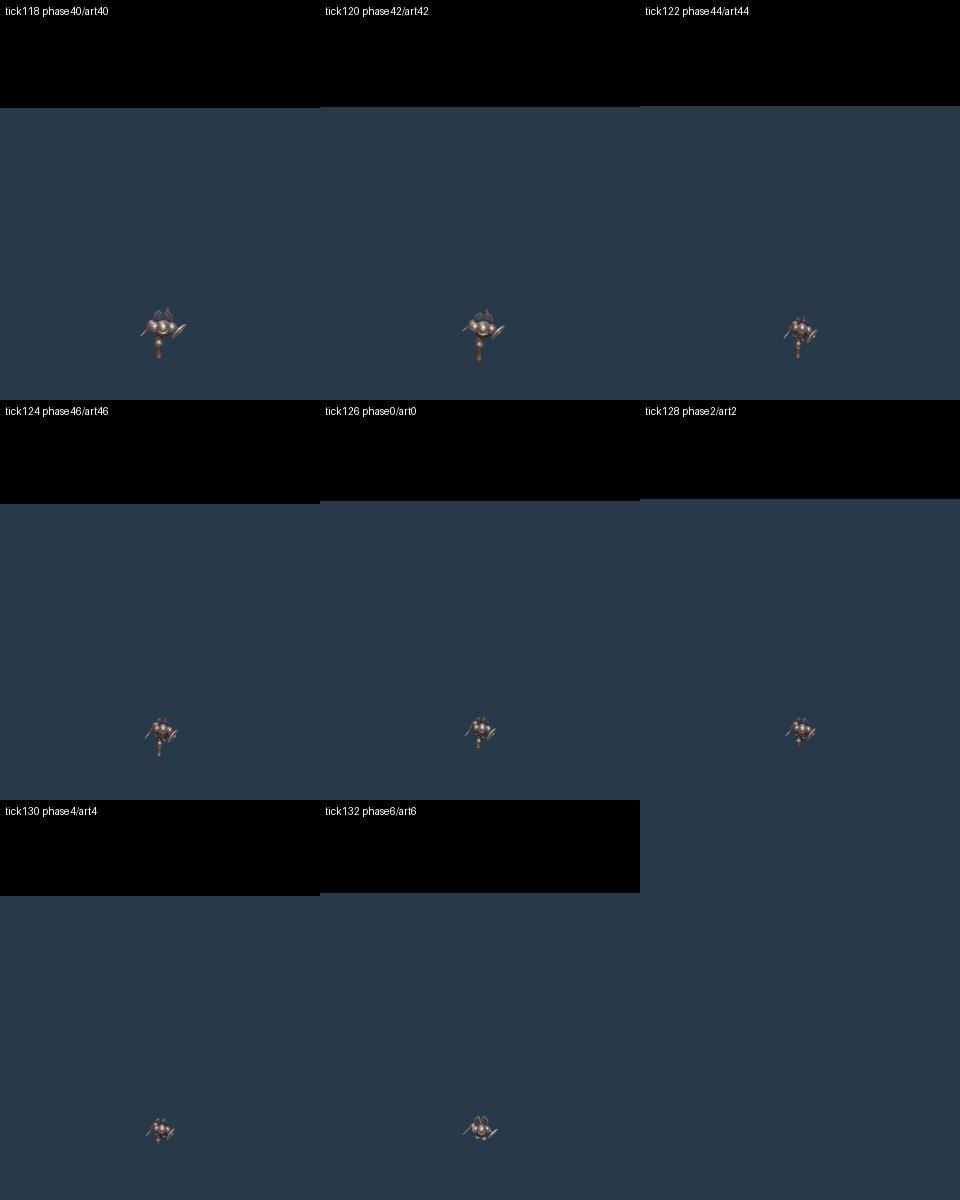 tick118 phase40/art40
tick120 phase42/art42
tick122 phase44/art44
tick124 phase46/art46
tick126 phase0/art0
tick128 phase2/art2
tick130 phase4/art4
tick132 phase6/art6